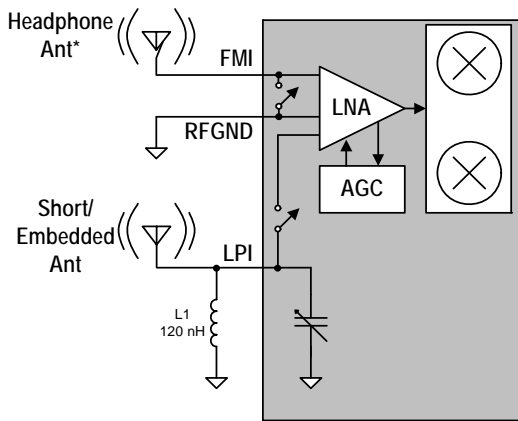 Headphone
Ant*
FMI
LNA
RFGND
AGC
Short/
Embedded
Ant
LPI
L1
120 nH